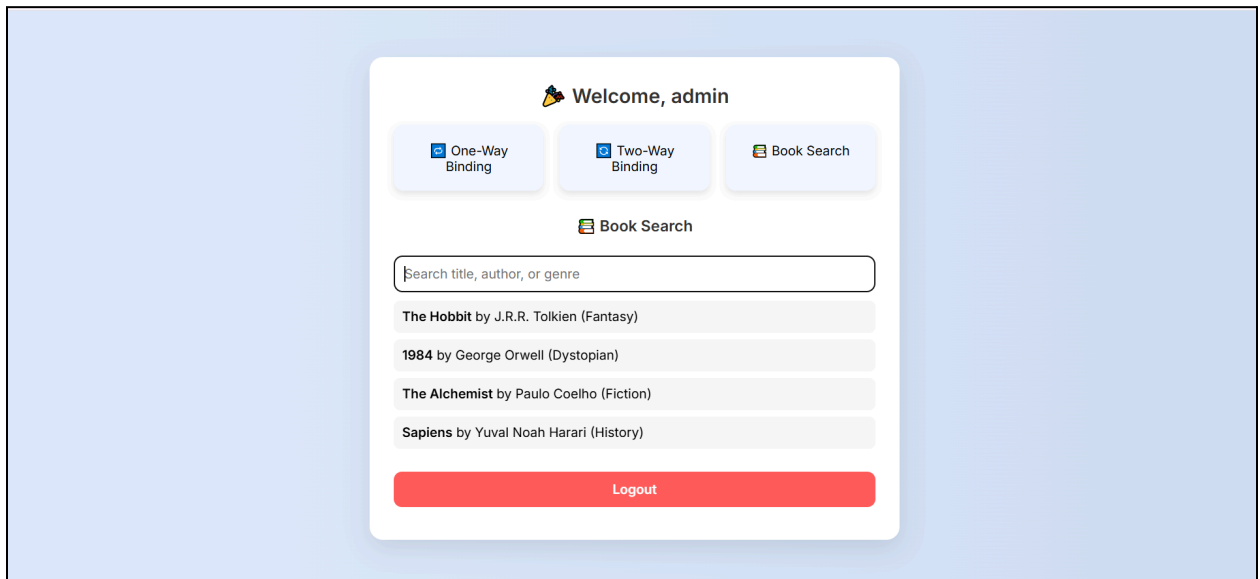 🎉 Welcome, admin
🔁 One-Way
Binding
🔄 Two-Way
Binding
📚 Book Search
📚 Book Search
Search title, author, or genre
The Hobbit by J.R.R. Tolkien (Fantasy)
1984 by George Orwell (Dystopian)
The Alchemist by Paulo Coelho (Fiction)
Sapiens by Yuval Noah Harari (History)
Logout